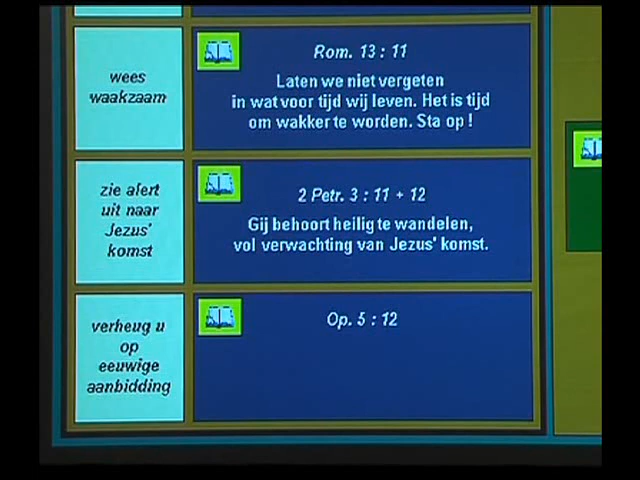 wees
waakzaam
Rom. 13 : 11
Laten we niet vergeten
in wat voor tijd wij leven. Het is tijd
om wakker te worden. Sta op !
zie alert
uit naar
Jezus'
komst
2 Petr. 3 : 11 + 12
Gij behoort heilig te wandelen,
vol verwachting van Jezus' komst.
verheug u
op
eeuwige
aanbidding
Op. 5 : 12